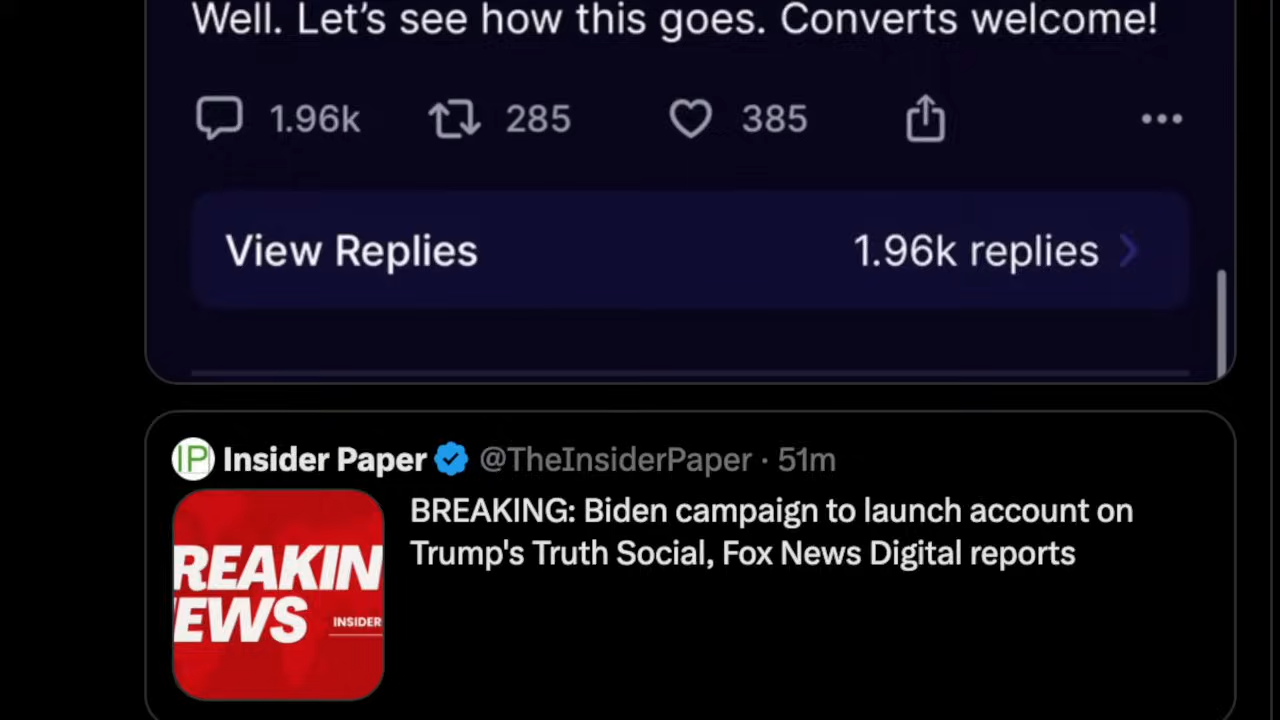 Well. Let’s see how this goes. Converts welcome!
1.96k 285 385
View Replies 1.96k replies
IP Insider Paper @TheInsiderPaper · 51m
BREAKING: Biden campaign to launch account on
Trump's Truth Social, Fox News Digital reports
REAKIN
EWS
INSIDER